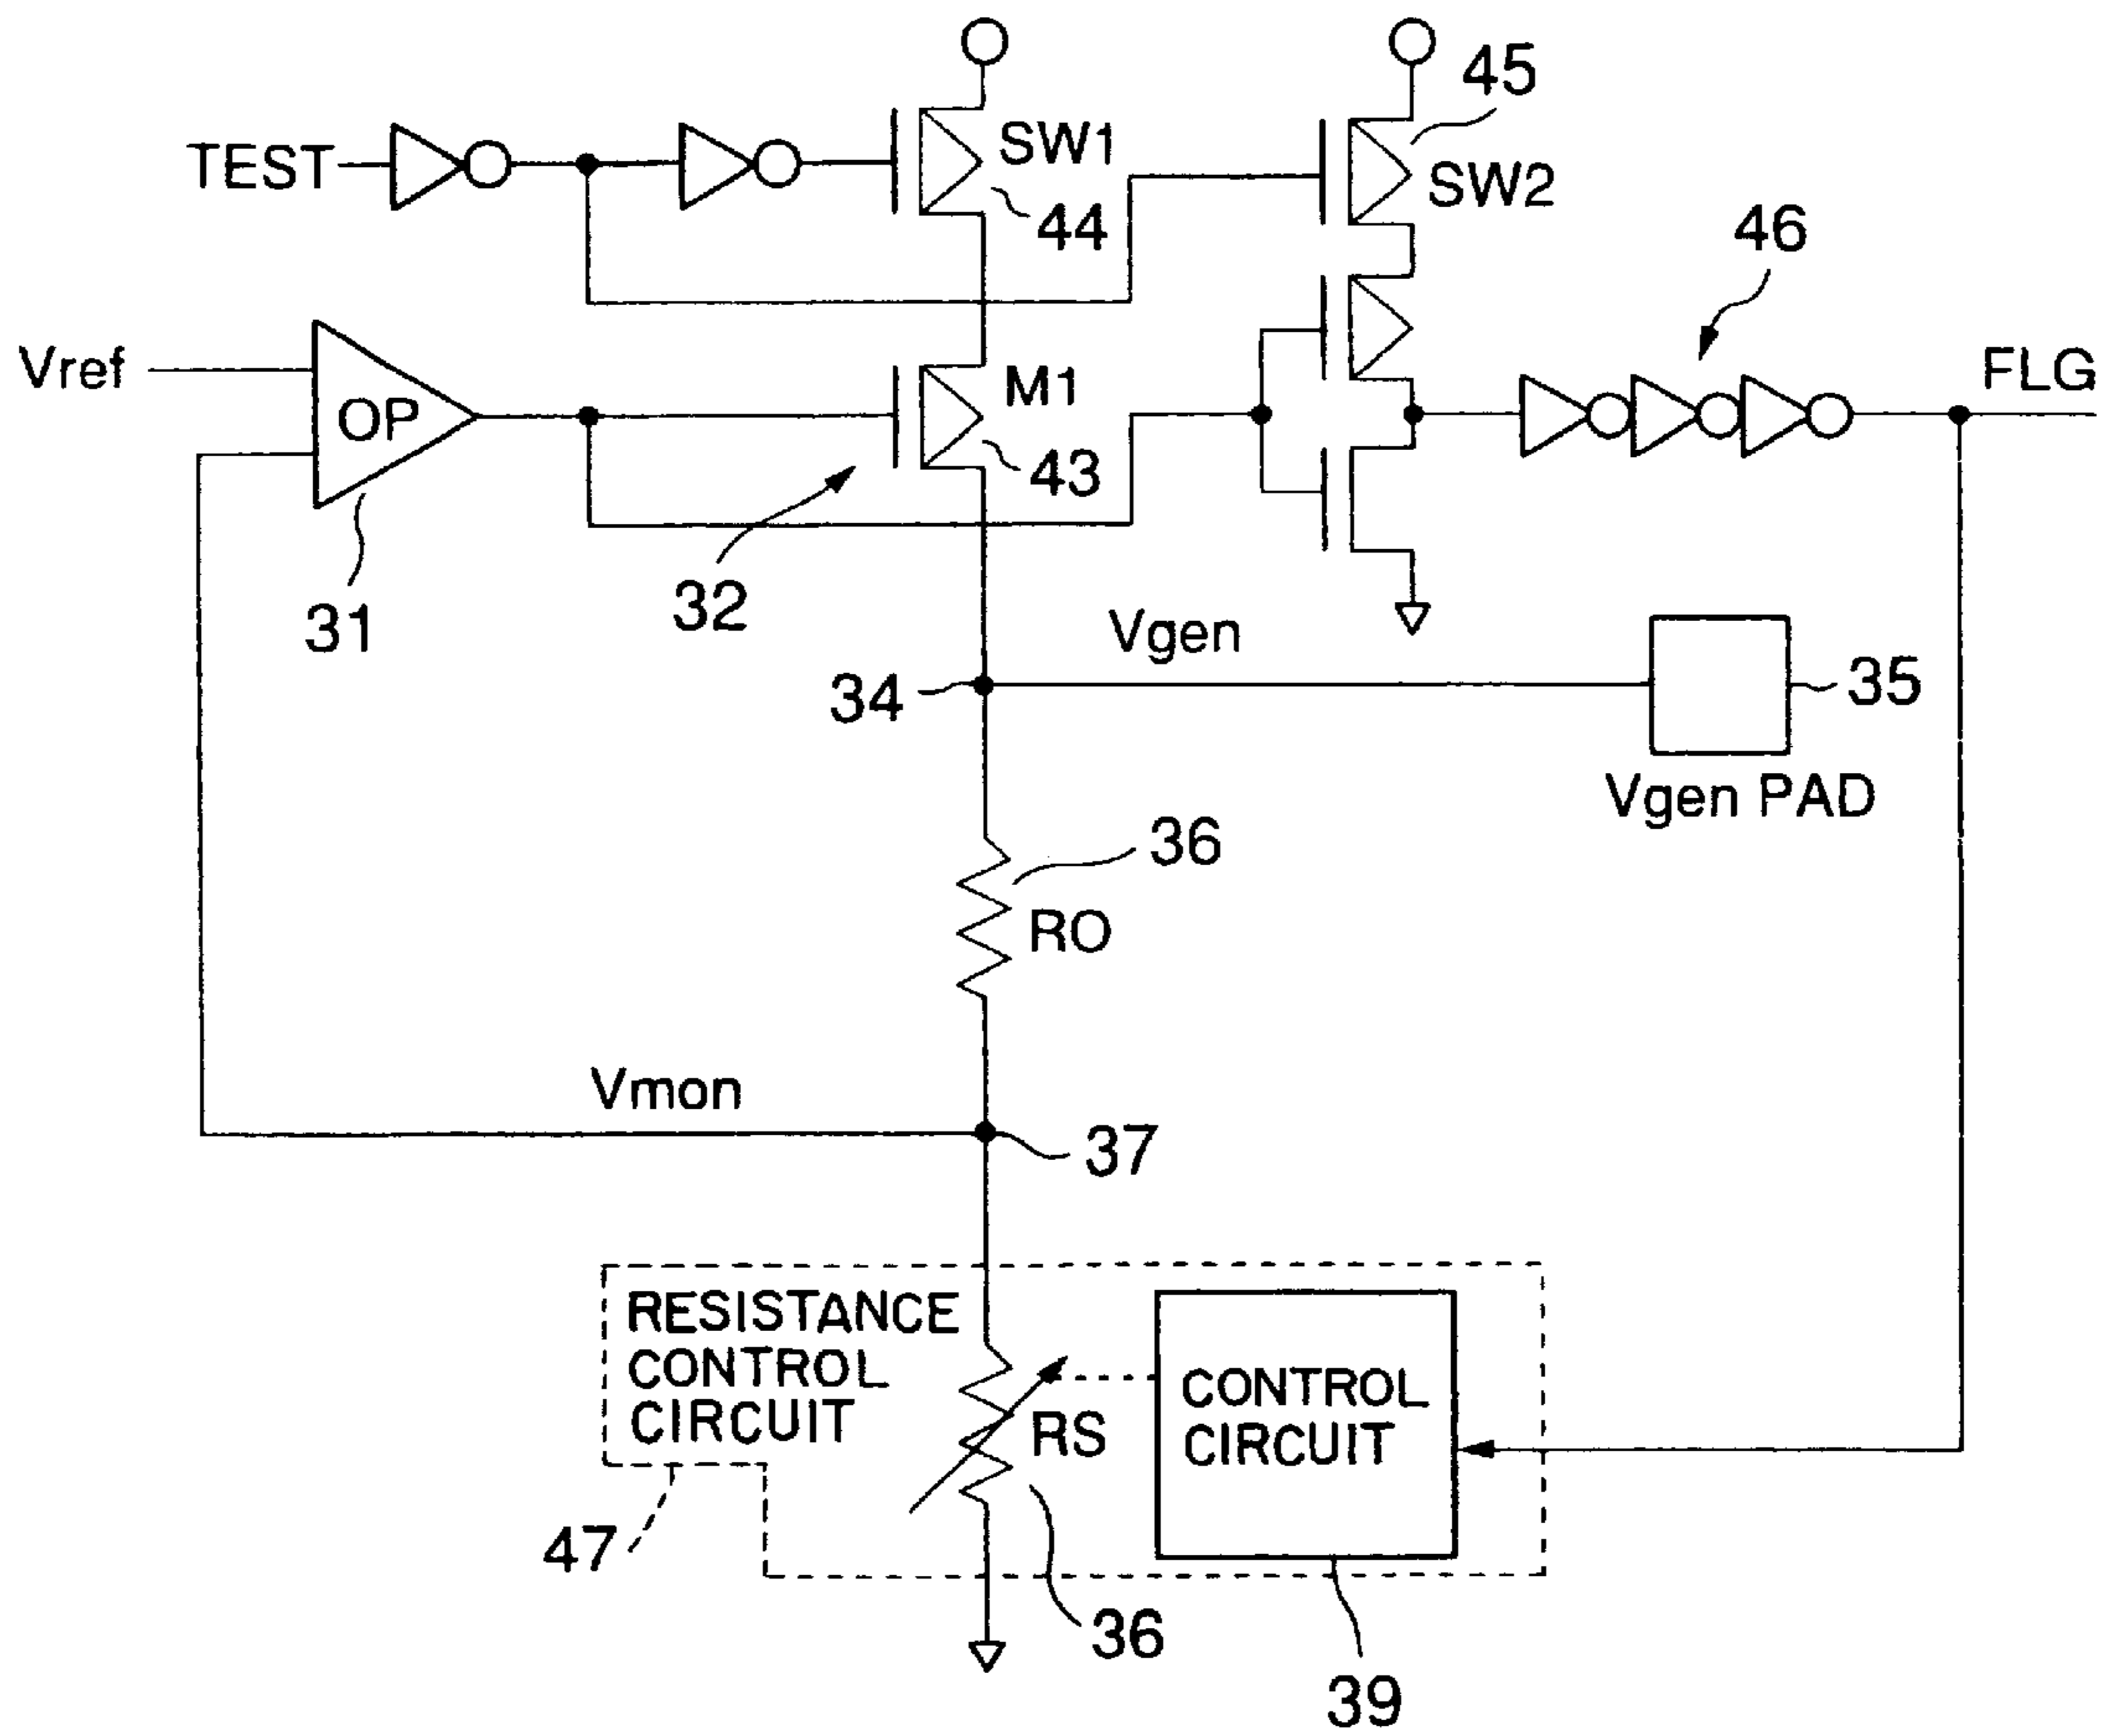 45
TEST
SW1
SW2
44
46
Vref
OP
M1
FLG
43
32
31
Vgen
34
35
Vgen PAD
36
RO
Vmon
37
RESISTANCE
CONTROL
CIRCUIT
RS
CONTROL
CIRCUIT
47
36
39